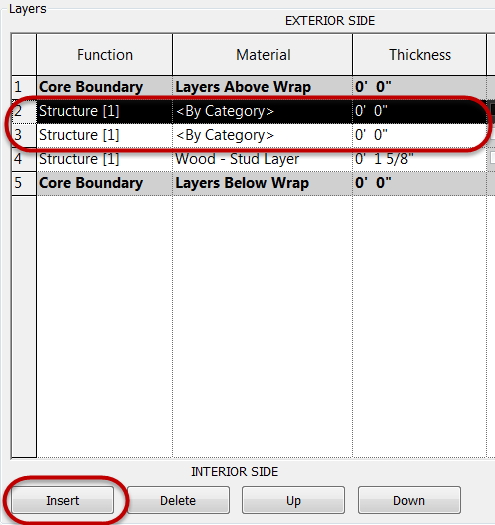 Layers
EXTERIOR SIDE
Function Material Thickness
1 Core Boundary Layers Above Wrap 0' 0"
2 Structure [1] <By Category> 0' 0"
3 Structure [1] <By Category> 0' 0"
4 Structure [1] Wood - Stud Layer 0' 1 5/8"
5 Core Boundary Layers Below Wrap 0' 0"
INTERIOR SIDE
Insert Delete Up Down